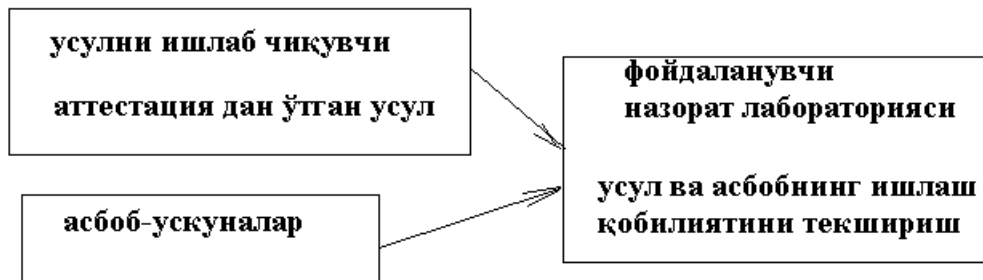 усулни ишлаб чиқувчи
аттестация дан ўтган усул
асбоб-ускуналар
фойдаланувчи
назорат лабораторияси
усул ва асбобнинг ишлаш
қобилиятини текшириш